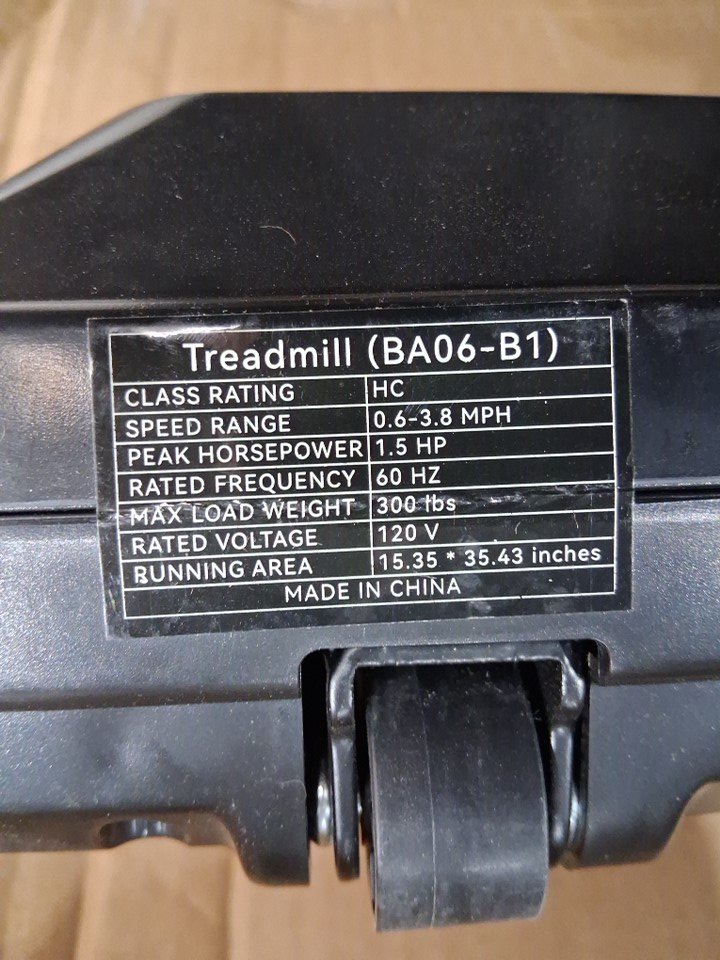 Treadmill (BA06-B1)
CLASS RATING HC
SPEED RANGE 0.6-3.8 MPH
PEAK HORSEPOWER 1.5 HP
RATED FREQUENCY 60 HZ
MAX LOAD WEIGHT 300 lbs
RATED VOLTAGE 120 V
RUNNING AREA 15.35 * 35.43 inches
MADE IN CHINA